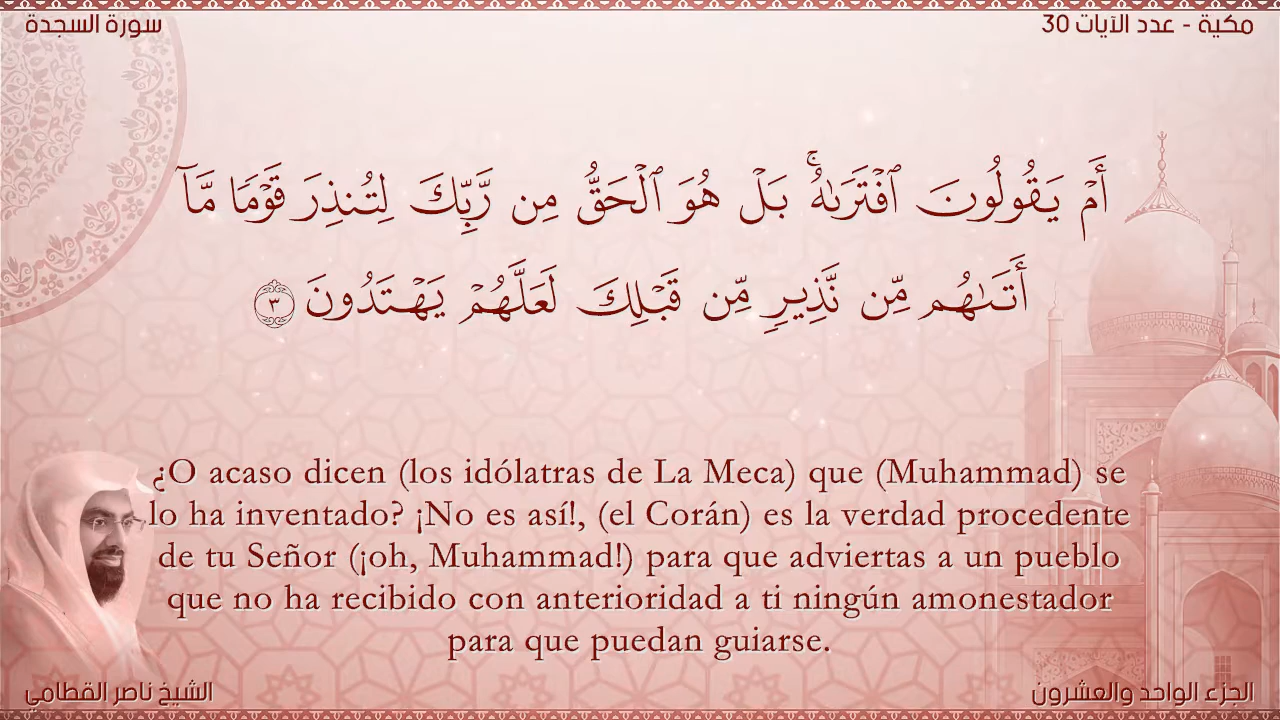 مكية - عدد الآيات 30
سورة السجدة
أَمۡ يَقُولُونَ ٱفۡتَرَىٰهُۚ بَلۡ هُوَ ٱلۡحَقُّ مِن رَّبِّكَ لِتُنذِرَ قَوۡمٗا مَّآ
أَتَىٰهُم مِّن نَّذِيرٖ مِّن قَبۡلِكَ لَعَلَّهُمۡ يَهۡتَدُونَ ٣
¿O acaso dicen (los idólatras de La Meca) que (Muhammad) se
lo ha inventado? ¡No es así!, (el Corán) es la verdad procedente
de tu Señor (¡oh, Muhammad!) para que adviertas a un pueblo
que no ha recibido con anterioridad a ti ningún amonestador
para que puedan guiarse.
الجزء الواحد والعشرون
الشيخ ناصر القطامي